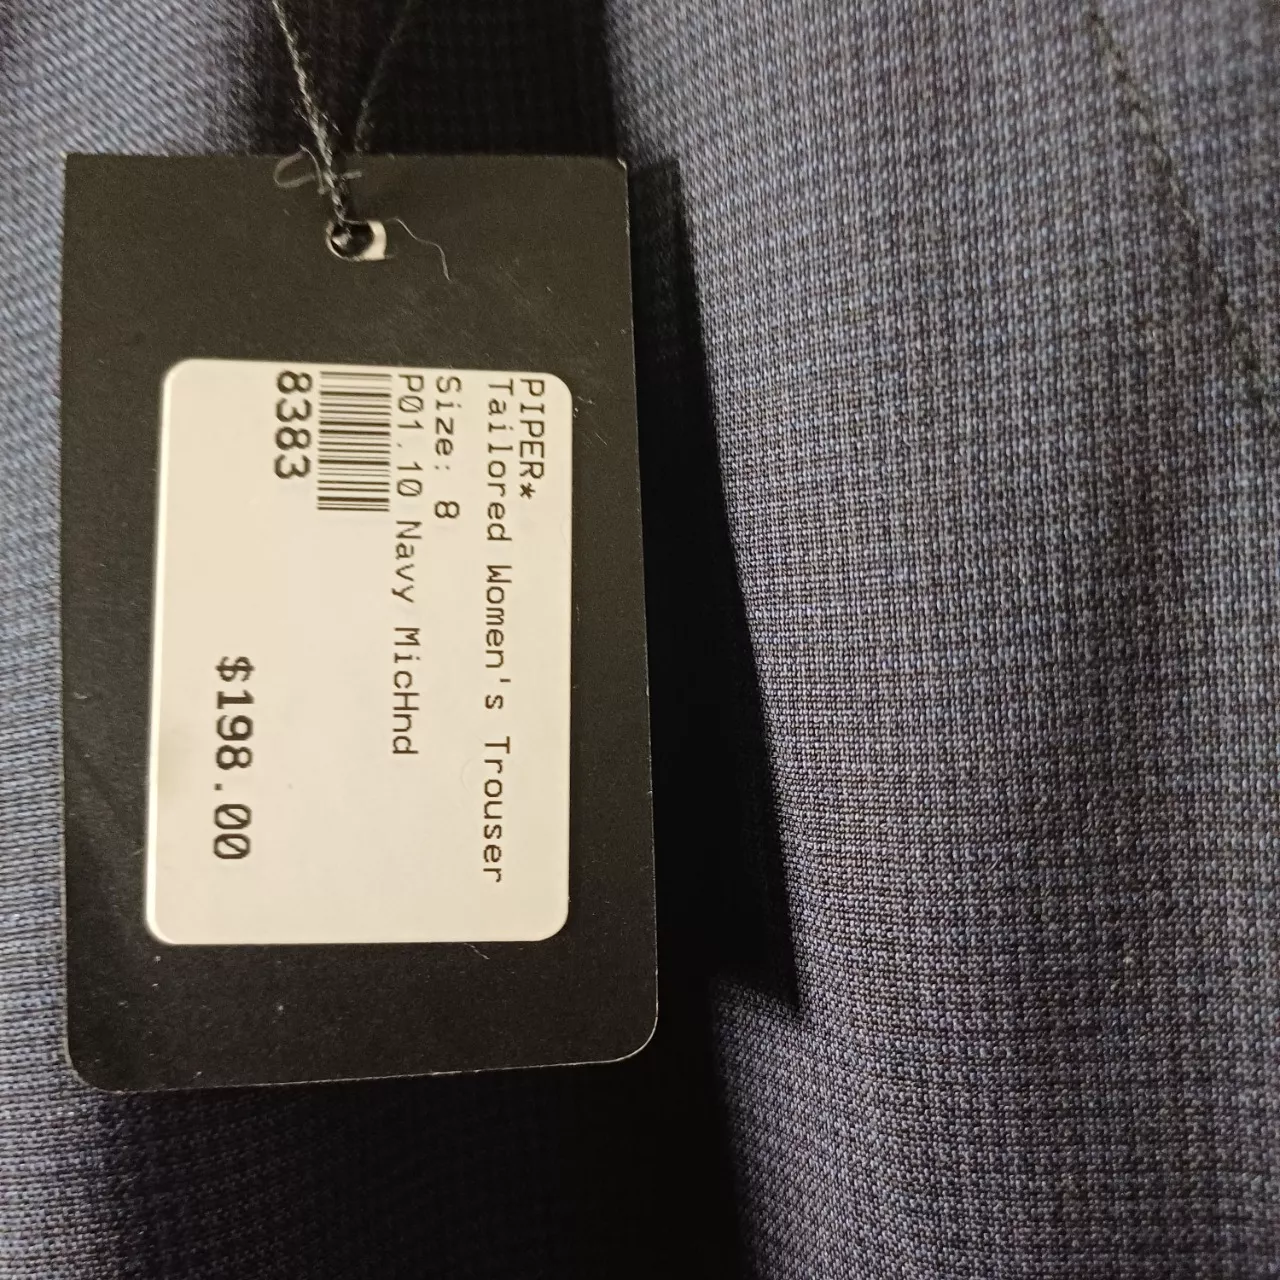 PIPER*
Tailored Women's Trouser
Size: 8
P01.10 Navy MicHnd
8383
$198.00